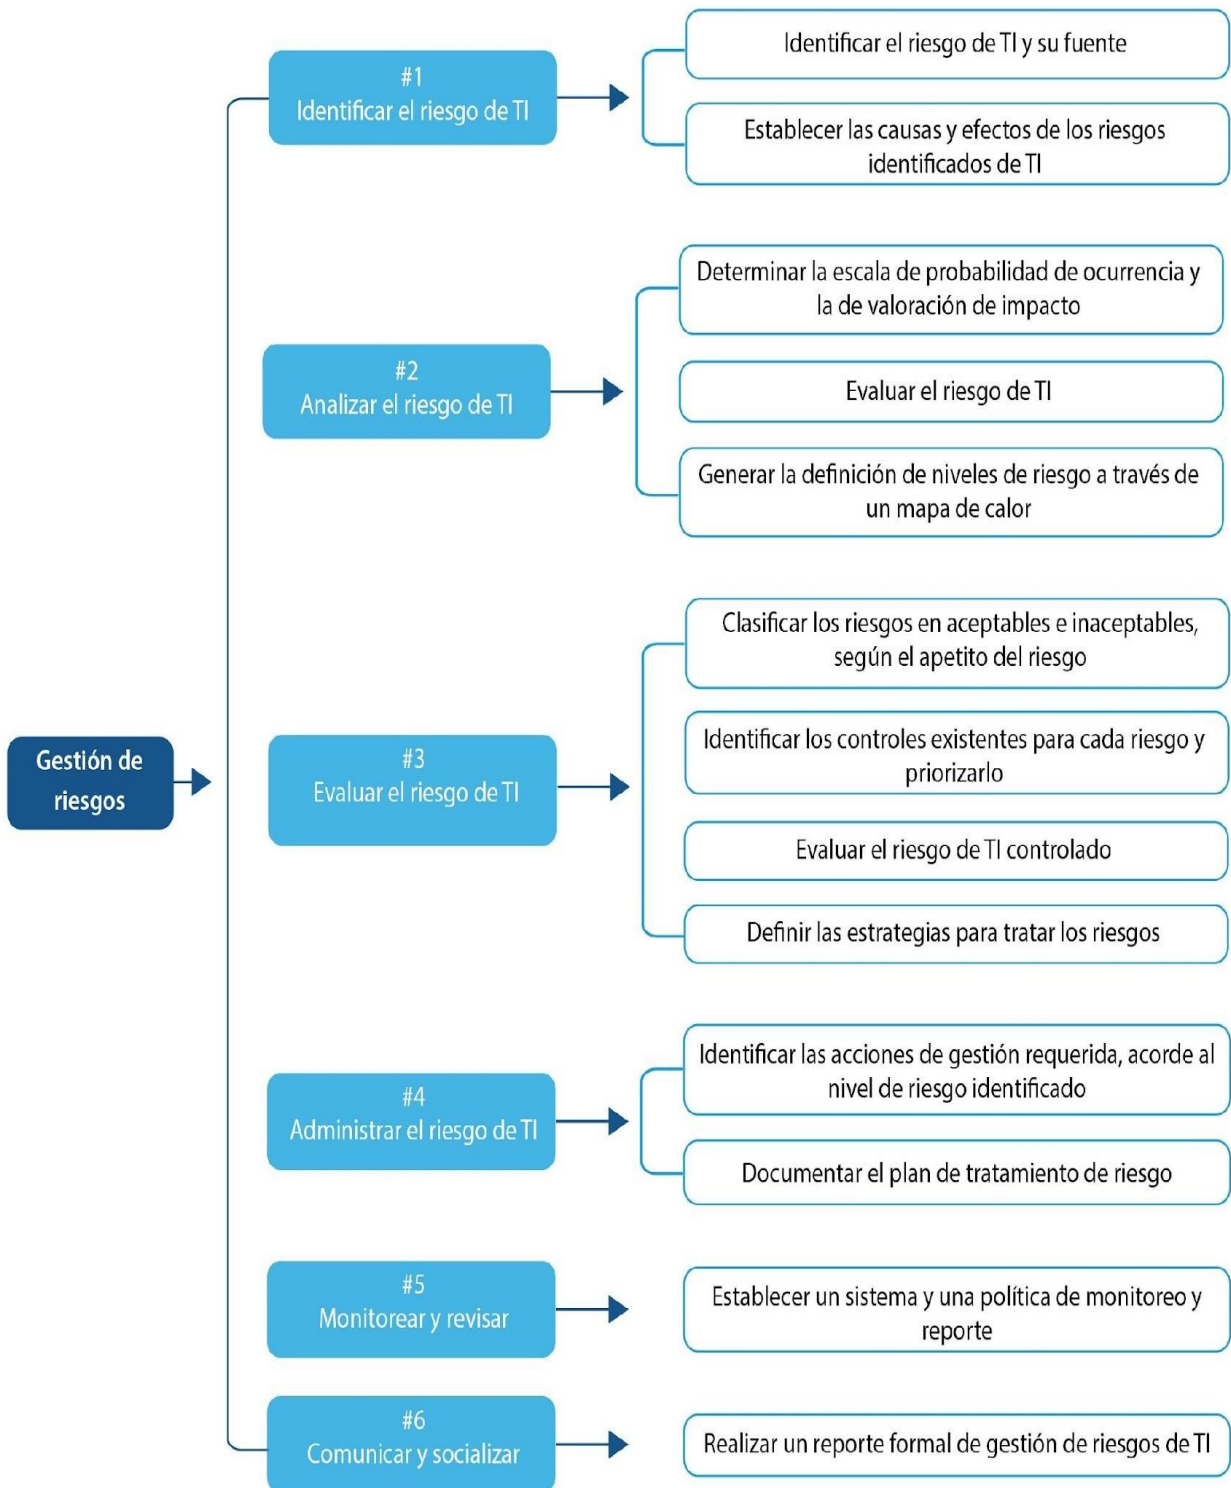 Gestión de
riesgos
#1
Identificar el riesgo de TI
Identificar el riesgo de TI y su fuente
Establecer las causas y efectos de los riesgos
identificados de TI
#2
Analizar el riesgo de TI
Determinar la escala de probabilidad de ocurrencia y
la de valoración de impacto
Evaluar el riesgo de TI
Generar la definición de niveles de riesgo a través de
un mapa de calor
#3
Evaluar el riesgo de TI
Clasificar los riesgos en aceptables e inaceptables,
según el apetito del riesgo
Identificar los controles existentes para cada riesgo y
priorizarlo
Evaluar el riesgo de TI controlado
Definir las estrategias para tratar los riesgos
#4
Administrar el riesgo de TI
Identificar las acciones de gestión requerida, acorde al
nivel de riesgo identificado
Documentar el plan de tratamiento de riesgo
#5
Monitorear y revisar
Establecer un sistema y una política de monitoreo y
reporte
#6
Comunicar y socializar
Realizar un reporte formal de gestión de riesgos de TI